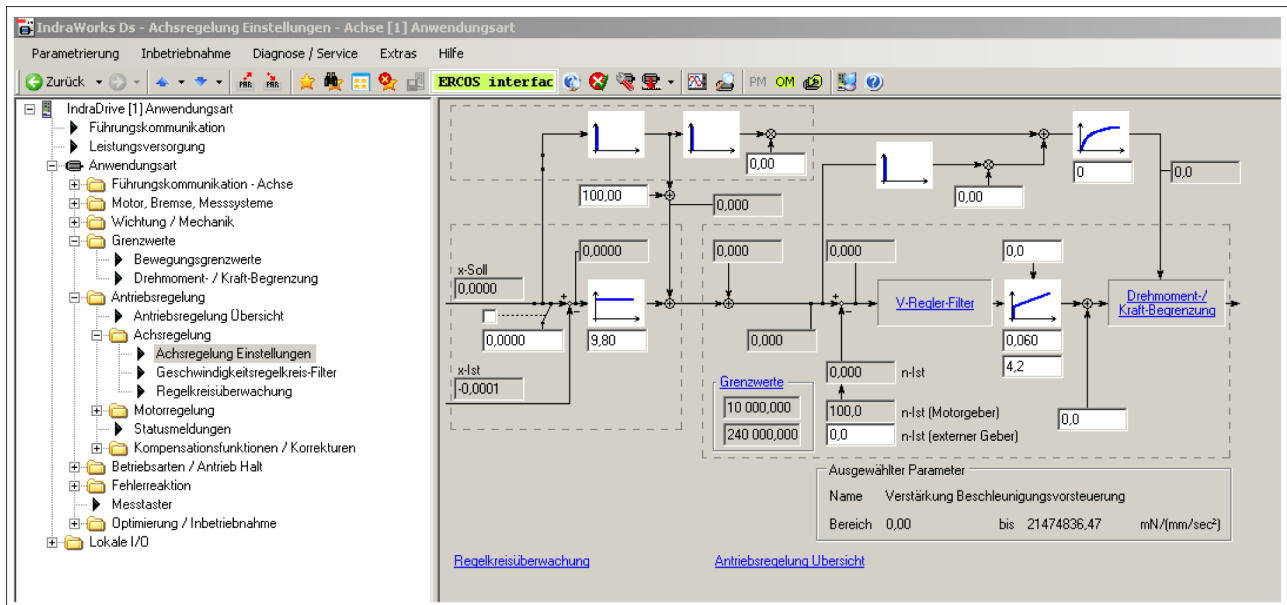 IndraWorks Ds - Achsregelung Einstellungen - Achse [1] Anwendungsart
Parametrierung Inbetriebnahme Diagnose / Service Extras Hilfe
Zurück PAR PAR ERCOS interfac PM OM
IndraDrive [1] Anwendungsart
Führungskommunikation
Leistungsversorgung
Anwendungsart
Führungskommunikation - Achse
Motor, Bremse, Messsysteme
Wichtung / Mechanik
Grenzwerte
Bewegungsgrenzwerte
Drehmoment- / Kraft-Begrenzung
Antriebsregelung
Antriebsregelung Übersicht
Achsregelung
Achsregelung Einstellungen
Geschwindigkeitsregelkreis-Filter
Regelkreisüberwachung
Motorregelung
Statusmeldungen
Kompensationsfunktionen / Korrekturen
Betriebsarten / Antrieb Halt
Fehlerreaktion
Messtaster
Optimierung / Inbetriebnahme
Lokale I/O
0,00
0
0,0
100,00
0,000
0,00
0,0000
0,000
0,000
0,0
x-Soll
0,0000
+
-
+
-
V-Regler-Filter
Drehmoment-/
Kraft-Begrenzung
0,0000
9,80
0,000
0,060
x-Ist
-0,0001
0,000 n-Ist
4,2
Grenzwerte
10 000,000
100,0 n-Ist (Motorgeber)
0,0
240 000,000
0,0 n-Ist (externer Geber)
Ausgewählter Parameter
Name Verstärkung Beschleunigungsvorsteuerung
Bereich 0,00 bis 21474836,47 mN/(mm/sec²)
Regelkreisüberwachung
Antriebsregelung Übersicht